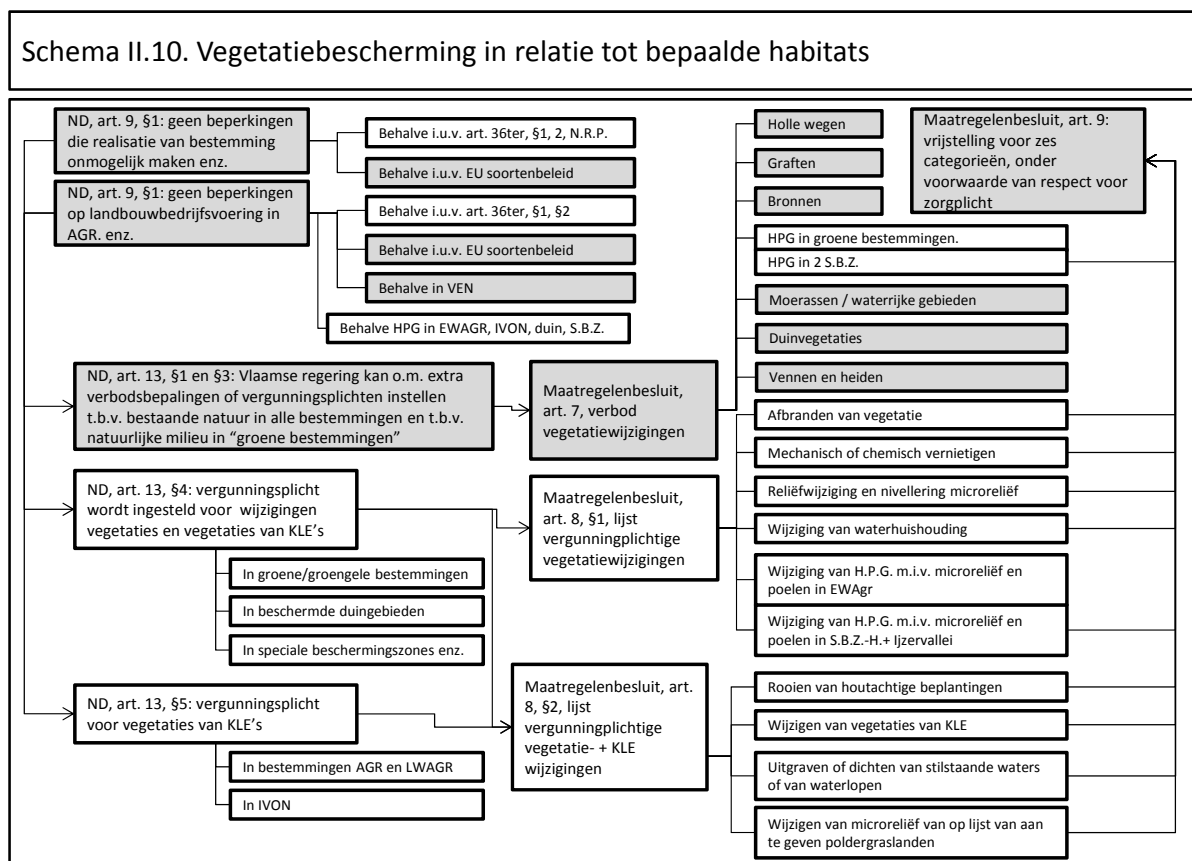 Schema II.10. Vegetatiebescherming in relatie tot bepaalde habitats
ND, art. 9, §1: geen beperkingen
die realisatie van bestemming
onmogelijk maken enz.
Behalve i.u.v. art. 36ter, §1, 2, N.R.P.
Behalve i.u.v. EU soortenbeleid
ND, art. 9, §1: geen beperkingen
op landbouwbedrijfsvoering in
AGR. enz.
Behalve i.u.v. art. 36ter, §1, §2
Behalve i.u.v. EU soortenbeleid
Behalve in VEN
Behalve HPG in EWAGR, IVON, duin, S.B.Z.
ND, art. 13, §1 en §3: Vlaamse regering kan o.m. extra
verbodsbepalingen of vergunningsplichten instellen
t.b.v. bestaande natuur in alle bestemmingen en t.b.v.
natuurlijke milieu in “groene bestemmingen”
Maatregelenbesluit,
art. 7, verbod
vegetatiewijzigingen
Holle wegen
Graften
Bronnen
HPG in groene bestemmingen.
HPG in 2 S.B.Z.
Moerassen / waterrijke gebieden
Duinvegetaties
Vennen en heiden
Maatregelenbesluit, art. 9:
vrijstelling voor zes
categorieën, onder
voorwaarde van respect voor
zorgplicht
ND, art. 13, §4: vergunningsplicht
wordt ingesteld voor wijzigingen
vegetaties en vegetaties van KLE’s
In groene/groengele bestemmingen
In beschermde duingebieden
In speciale beschermingszones enz.
Maatregelenbesluit,
art. 8, §1, lijst
vergunningplichtige
vegetatiewijzigingen
Afbranden van vegetatie
Mechanisch of chemisch vernietigen
Reliëfwijziging en nivellering microreliëf
Wijziging van waterhuishouding
Wijziging van H.P.G. m.i.v. microreliëf en
poelen in EWAgr
Wijziging van H.P.G. m.i.v. microreliëf en
poelen in S.B.Z.-H.+ Ijzervallei
ND, art. 13, §5: vergunningsplicht
voor vegetaties van KLE’s
In bestemmingen AGR en LWAGR
In IVON
Maatregelenbesluit, art.
8, §2, lijst
vergunningplichtige
vegetatie- + KLE
wijzigingen
Rooien van houtachtige beplantingen
Wijzigen van vegetaties van KLE
Uitgraven of dichten van stilstaande waters
of van waterlopen
Wijzigen van microreliëf van op lijst van aan
te geven poldergraslanden